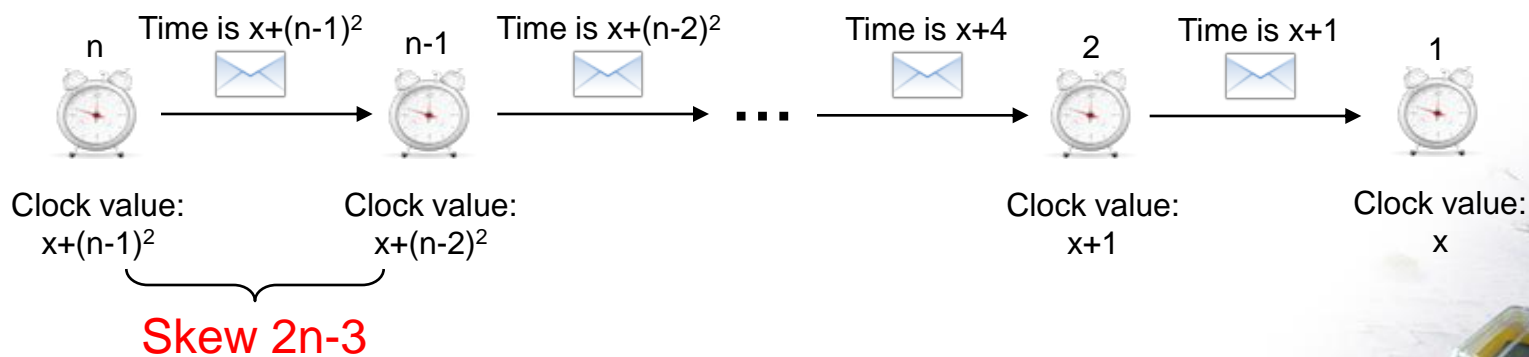 n
Time is x+(n-1)²
n-1
Time is x+(n-2)²
...
Time is x+4
2
Time is x+1
1
Clock value:
x+(n-1)²
Clock value:
x+(n-2)²
Clock value:
x+1
Clock value:
x
Skew 2n-3